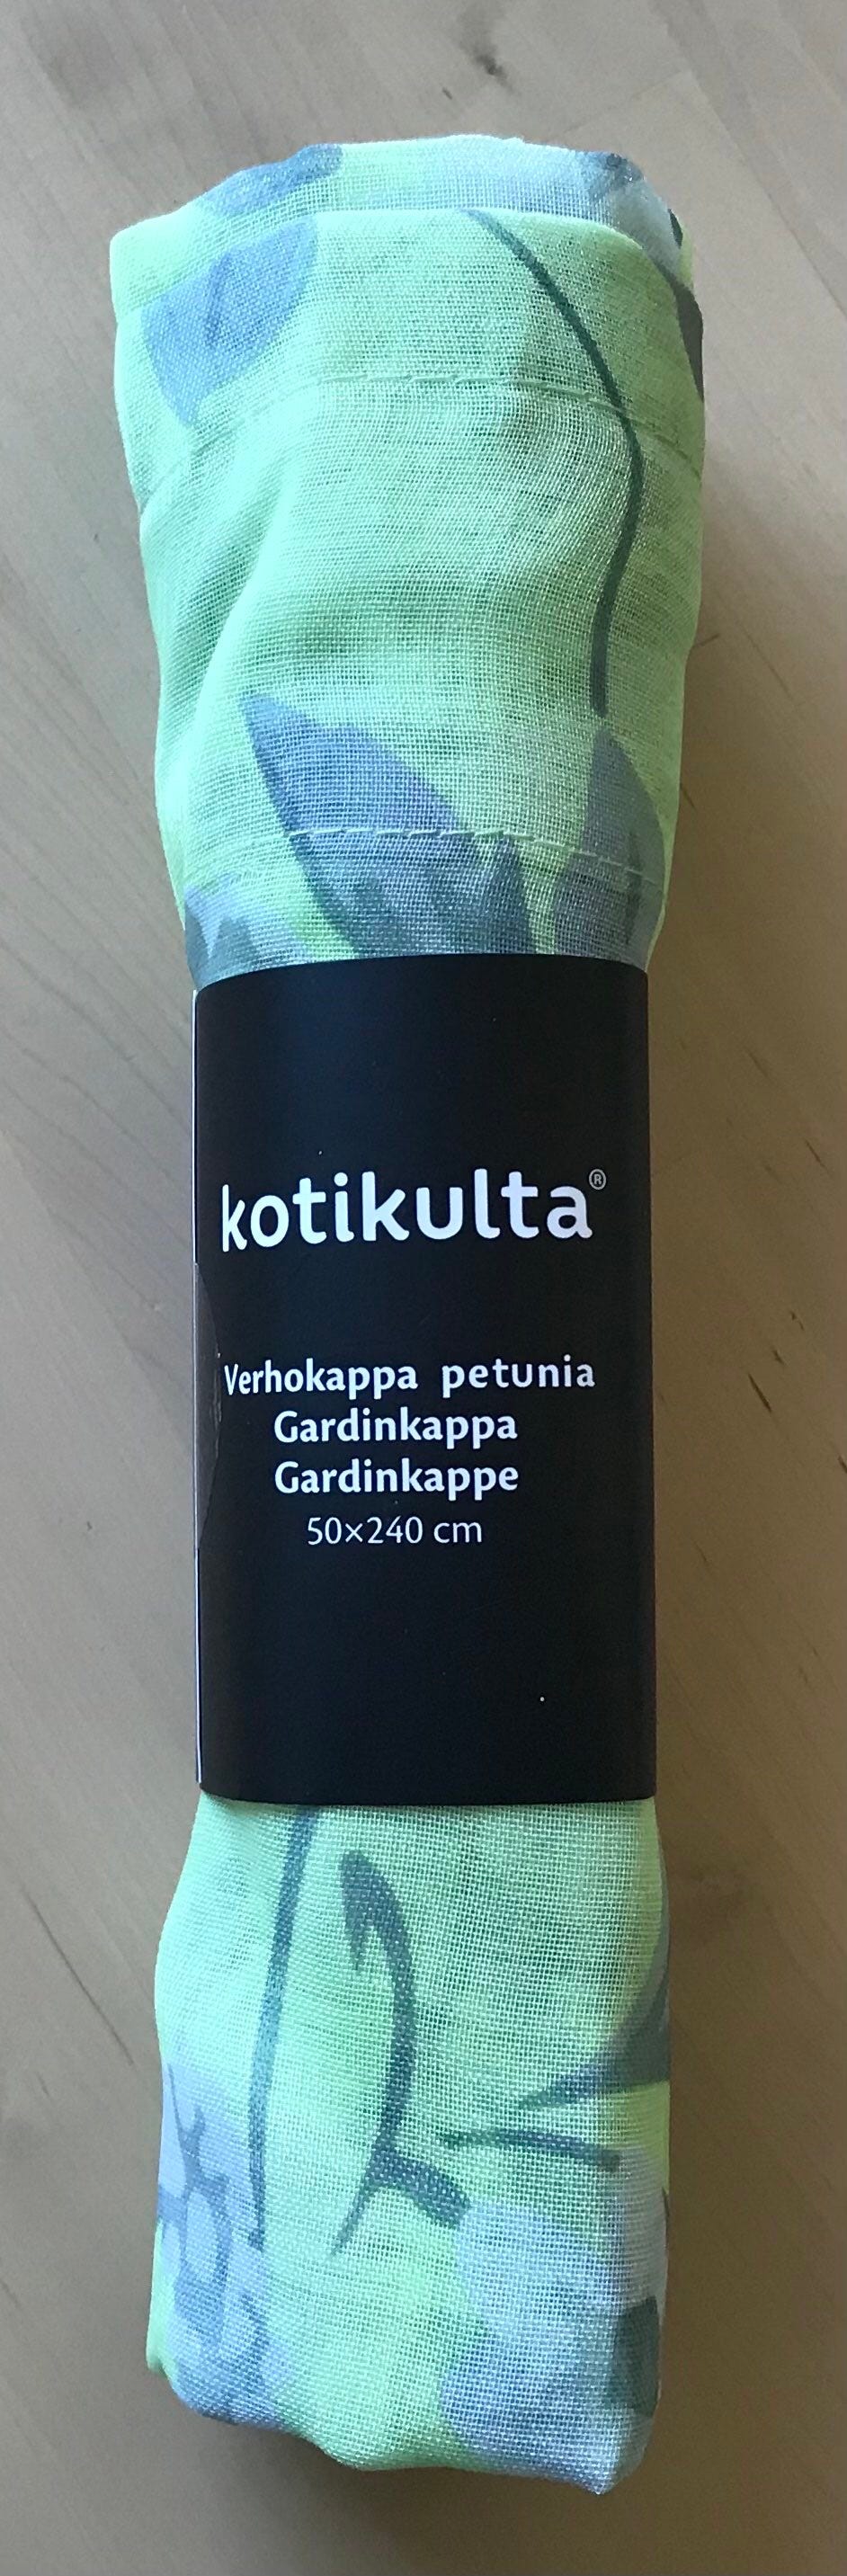 kotikulta®
Verhokappa petunia
Gardinkappa
Gardinkappe
50×240 cm